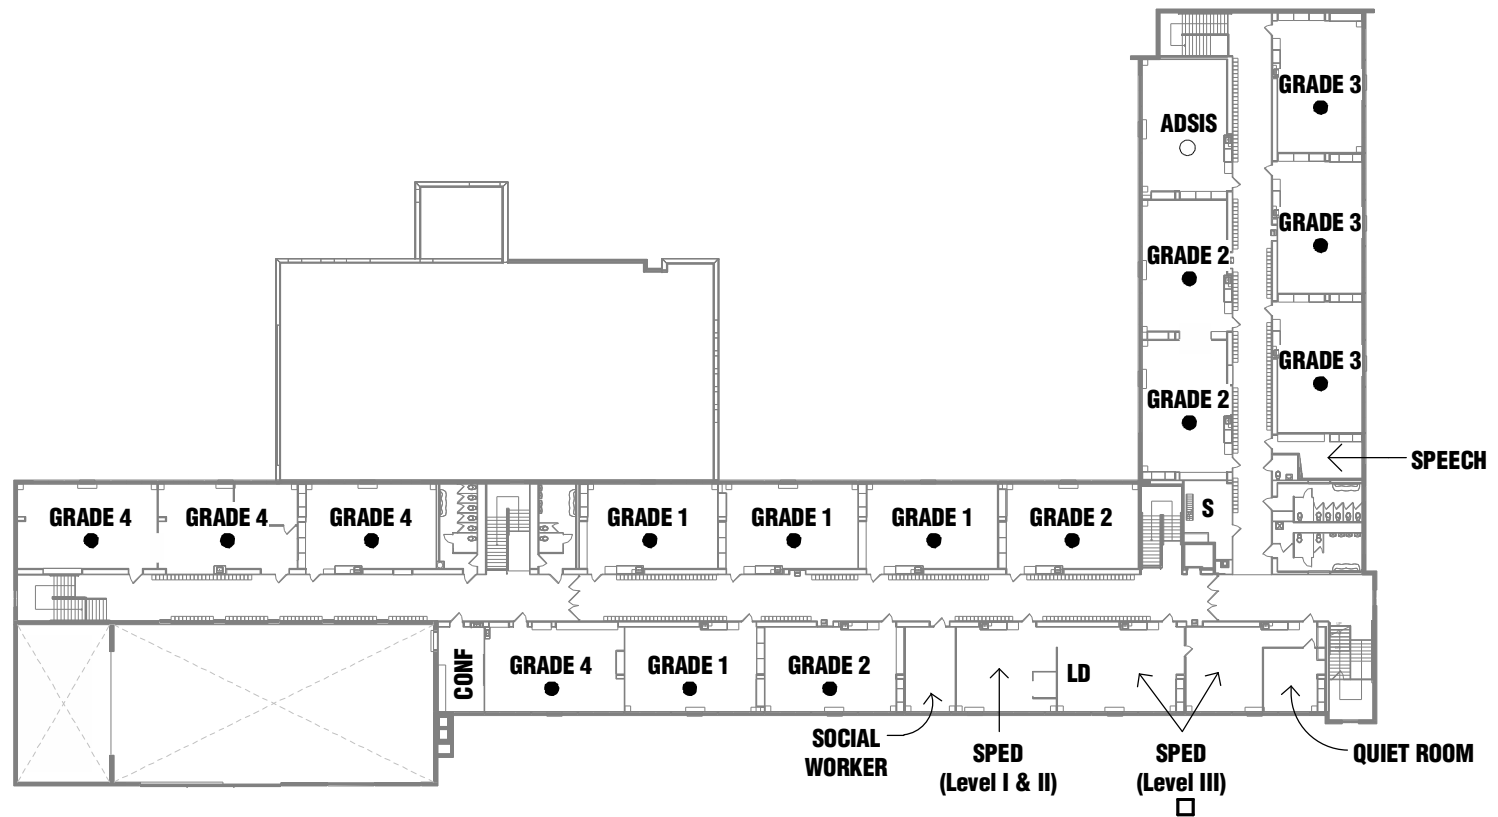 GRADE 3
ADSIS
GRADE 3
GRADE 2
GRADE 3
GRADE 2
SPEECH
S
GRADE 4
GRADE 4
GRADE 4
GRADE 1
GRADE 1
GRADE 1
GRADE 2
CONF
GRADE 4
GRADE 1
GRADE 2
LD
SOCIAL
WORKER
SPED
(Level I & II)
SPED
(Level III)
QUIET ROOM